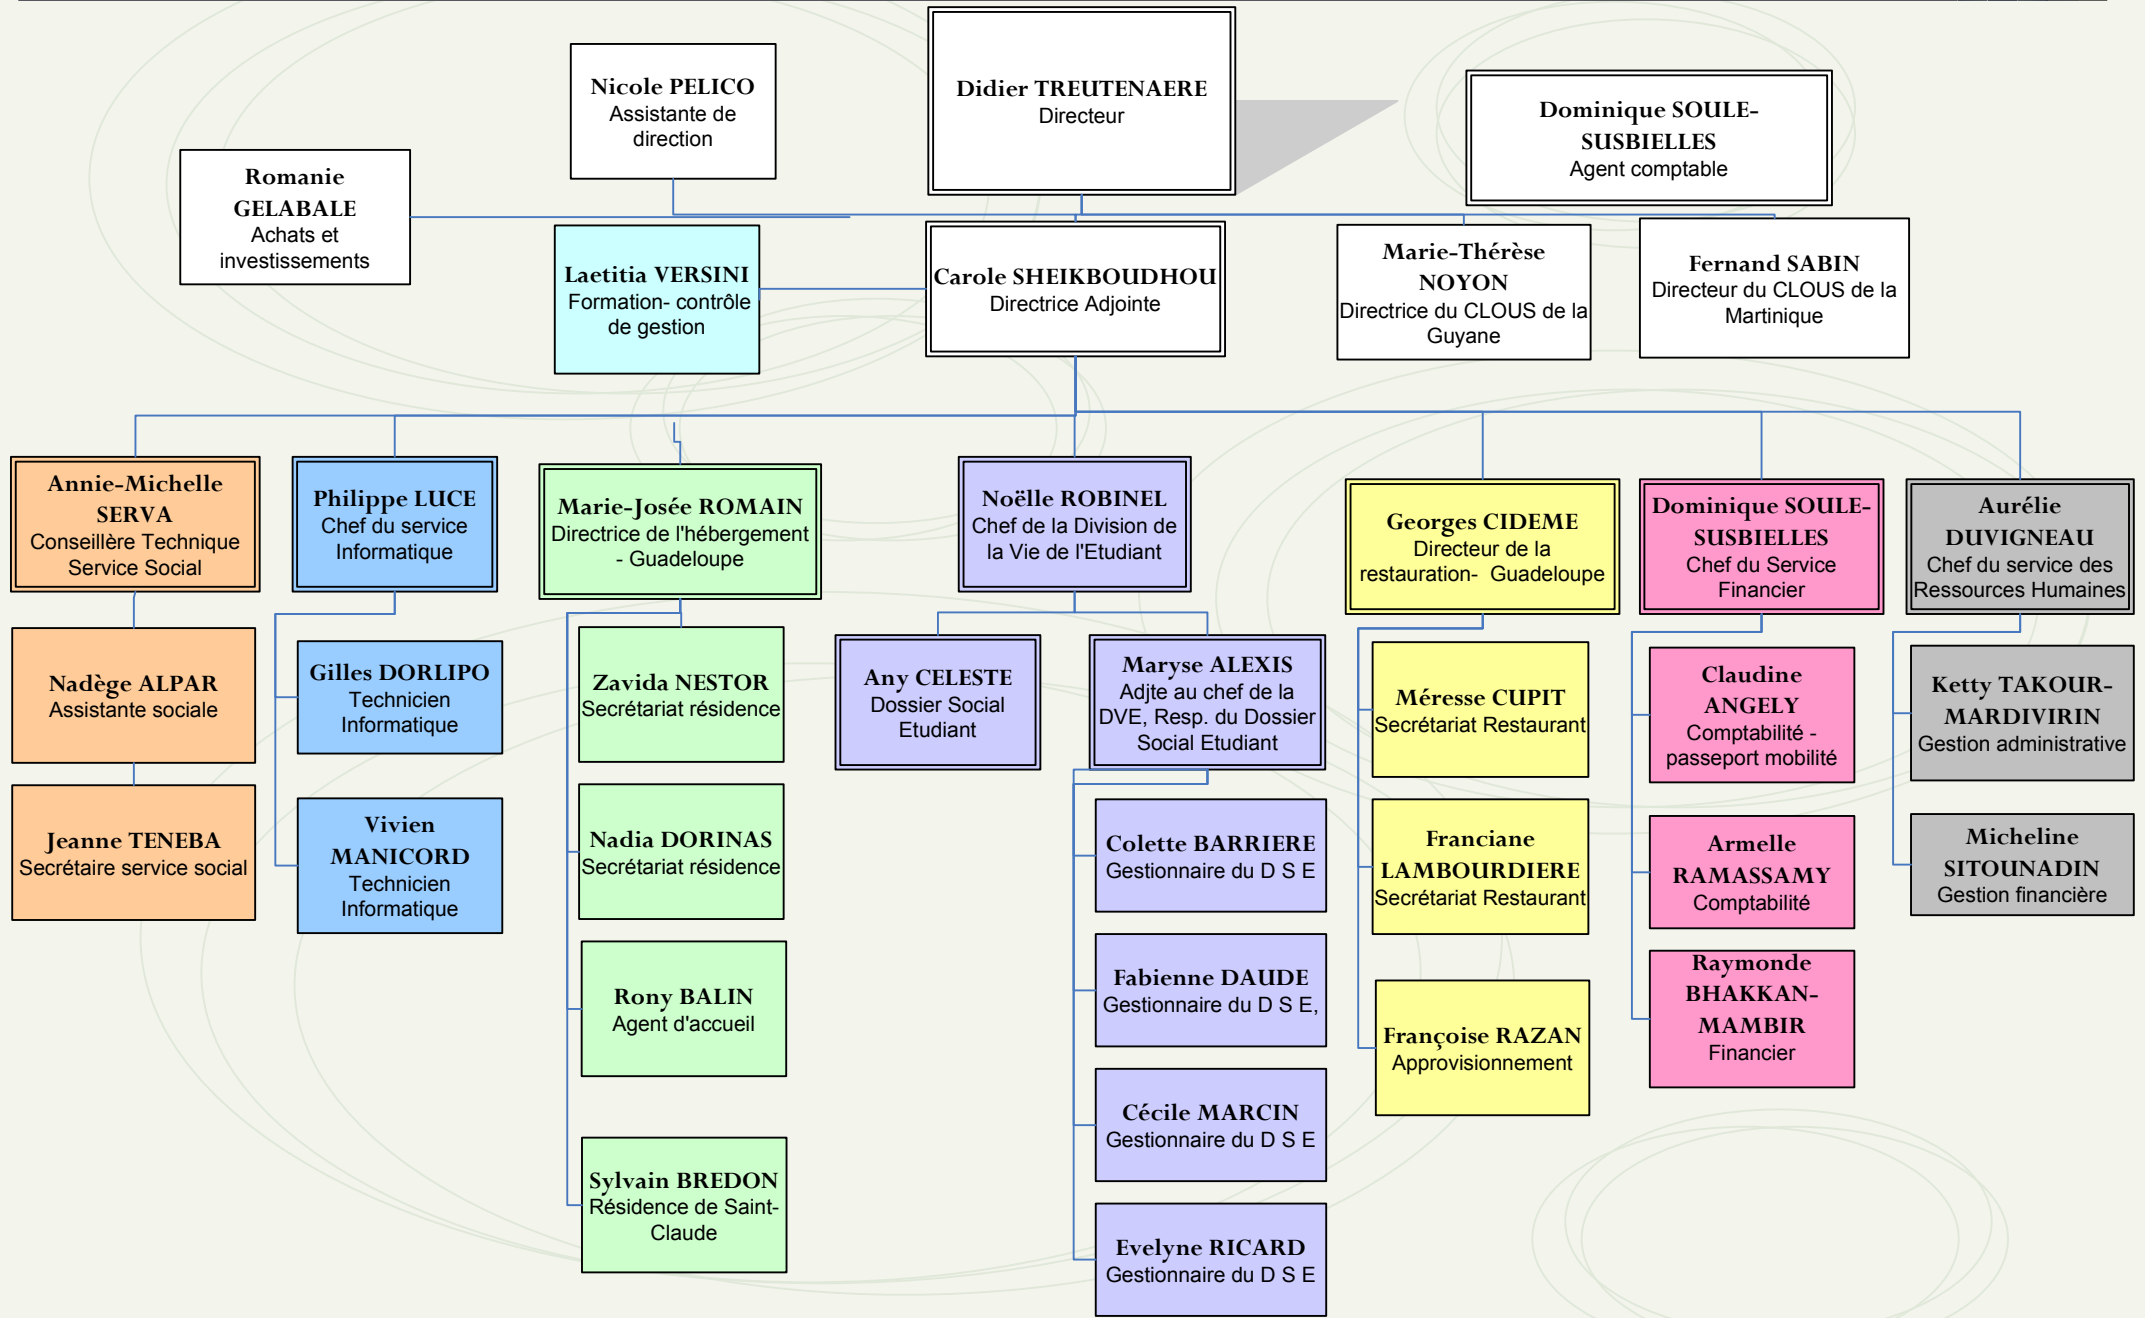 Nicole PELICO
Assistante de
direction
Didier TREUTENAERE
Directeur
Dominique SOULE-
SUSBIELLES
Agent comptable
Romanie
GELABALE
Achats et
investissements
Laetitia VERSINI
Formation- contrôle
de gestion
Carole SHEIKBOUDHOU
Directrice Adjointe
Marie-Thérèse
NOYON
Directrice du CLOUS de la
Guyane
Fernand SABIN
Directeur du CLOUS de la
Martinique
Annie-Michelle
SERVA
Conseillère Technique
Service Social
Philippe LUCE
Chef du service
Informatique
Marie-Josée ROMAIN
Directrice de l'hébergement
- Guadeloupe
Noëlle ROBINEL
Chef de la Division de
la Vie de l'Etudiant
Georges CIDEME
Directeur de la
restauration- Guadeloupe
Dominique SOULE-
SUSBIELLES
Chef du Service
Financier
Aurélie
DUVIGNEAU
Chef du service des
Ressources Humaines
Nadège ALPAR
Assistante sociale
Jeanne TENEBA
Secrétaire service social
Gilles DORLIPO
Technicien
Informatique
Vivien
MANICORD
Technicien
Informatique
Zavida NESTOR
Secrétariat résidence
Nadia DORINAS
Secrétariat résidence
Rony BALIN
Agent d'accueil
Sylvain BREDON
Résidence de Saint-
Claude
Any CELESTE
Dossier Social
Etudiant
Maryse ALEXIS
Adjte au chef de la
DVE, Resp. du Dossier
Social Etudiant
Colette BARRIERE
Gestionnaire du D S E
Fabienne DAUDE
Gestionnaire du D S E,
Cécile MARCIN
Gestionnaire du D S E
Evelyne RICARD
Gestionnaire du D S E
Méresse CUPIT
Secrétariat Restaurant
Franciane
LAMBOURDIERE
Secrétariat Restaurant
Françoise RAZAN
Approvisionnement
Claudine
ANGELY
Comptabilité -
passeport mobilité
Armelle
RAMASSAMY
Comptabilité
Raymonde
BHAKKAN-
MAMBIR
Financier
Ketty TAKOUR-
MARDIVIRIN
Gestion administrative
Micheline
SITOUNADIN
Gestion financière